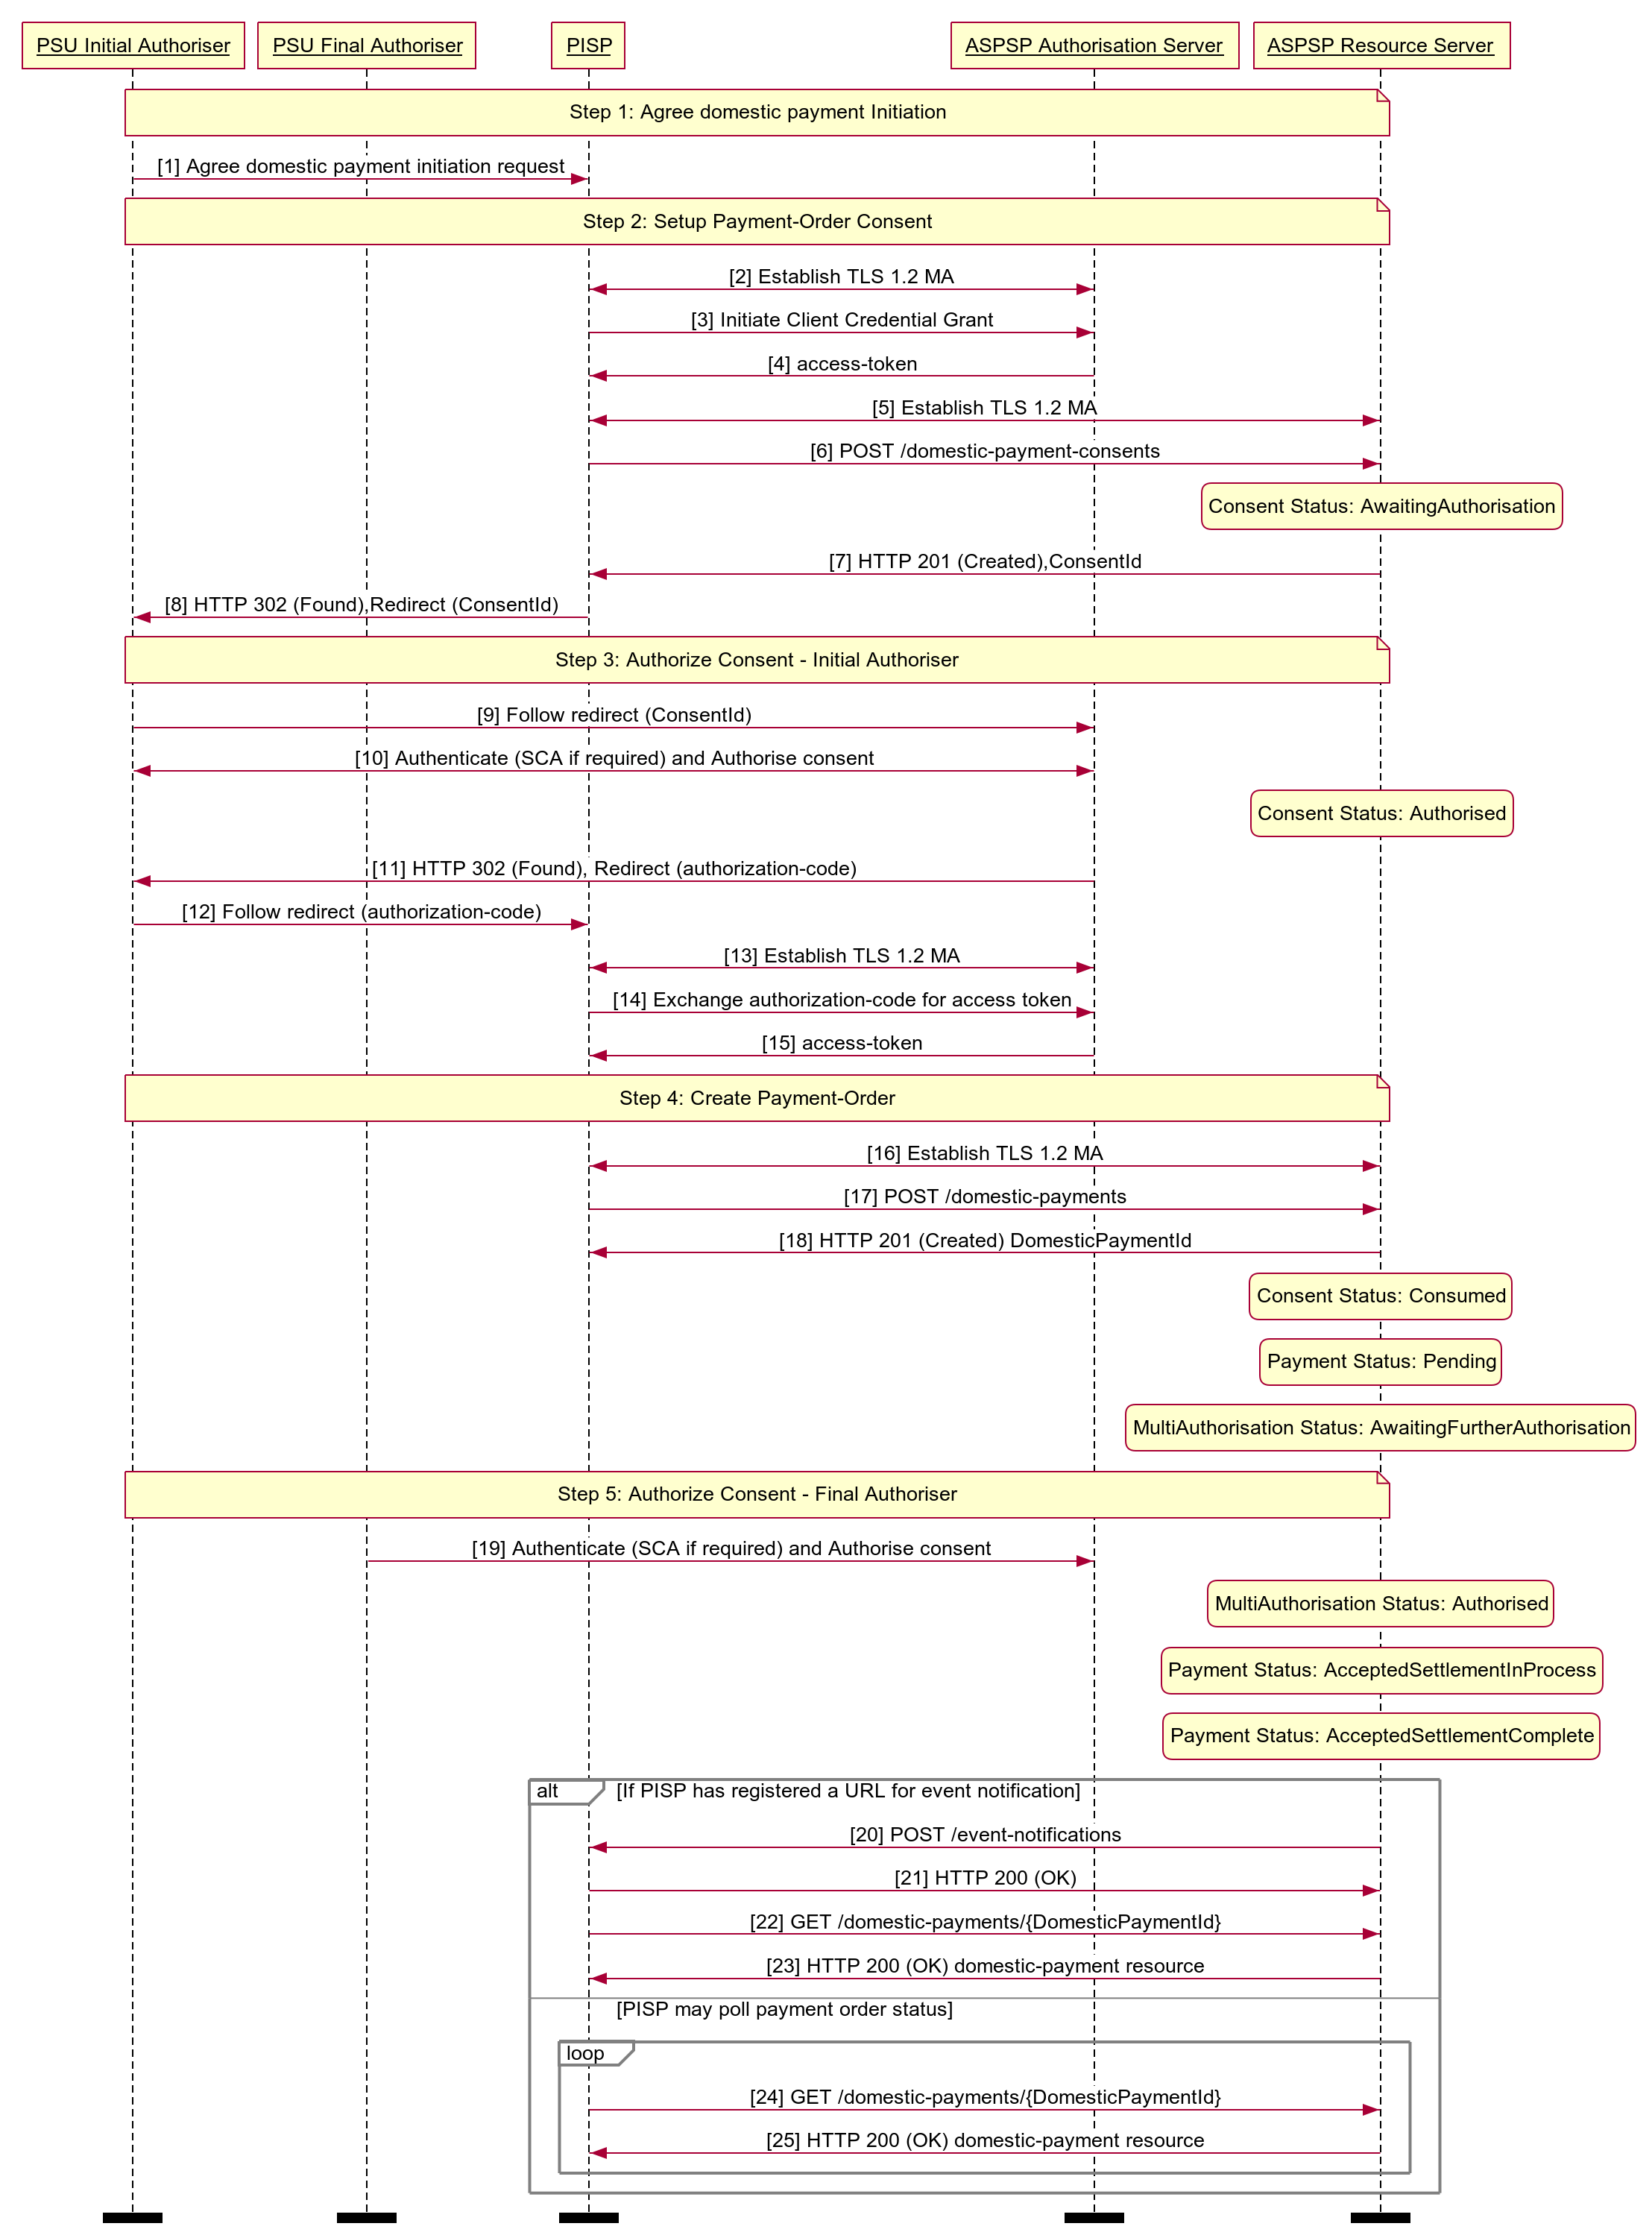 PSU Initial Authoriser
PSU Final Authoriser
PISP
ASPSP Authorisation Server
ASPSP Resource Server
Step 1: Agree domestic payment Initiation
[1] Agree domestic payment initiation request
Step 2: Setup Payment-Order Consent
[2] Establish TLS 1.2 MA
[3] Initiate Client Credential Grant
[4] access-token
[5] Establish TLS 1.2 MA
[6] POST /domestic-payment-consents
Consent Status: AwaitingAuthorisation
[7] HTTP 201 (Created),ConsentId
[8] HTTP 302 (Found),Redirect (ConsentId)
Step 3: Authorize Consent - Initial Authoriser
[9] Follow redirect (ConsentId)
[10] Authenticate (SCA if required) and Authorise consent
Consent Status: Authorised
[11] HTTP 302 (Found), Redirect (authorization-code)
[12] Follow redirect (authorization-code)
[13] Establish TLS 1.2 MA
[14] Exchange authorization-code for access token
[15] access-token
Step 4: Create Payment-Order
[16] Establish TLS 1.2 MA
[17] POST /domestic-payments
[18] HTTP 201 (Created) DomesticPaymentId
Consent Status: Consumed
Payment Status: Pending
MultiAuthorisation Status: AwaitingFurtherAuthorisation
Step 5: Authorize Consent - Final Authoriser
[19] Authenticate (SCA if required) and Authorise consent
MultiAuthorisation Status: Authorised
Payment Status: AcceptedSettlementInProcess
Payment Status: AcceptedSettlementComplete
alt [If PISP has registered a URL for event notification]
[20] POST /event-notifications
[21] HTTP 200 (OK)
[22] GET /domestic-payments/{DomesticPaymentId}
[23] HTTP 200 (OK) domestic-payment resource
[PISP may poll payment order status]
loop
[24] GET /domestic-payments/{DomesticPaymentId}
[25] HTTP 200 (OK) domestic-payment resource